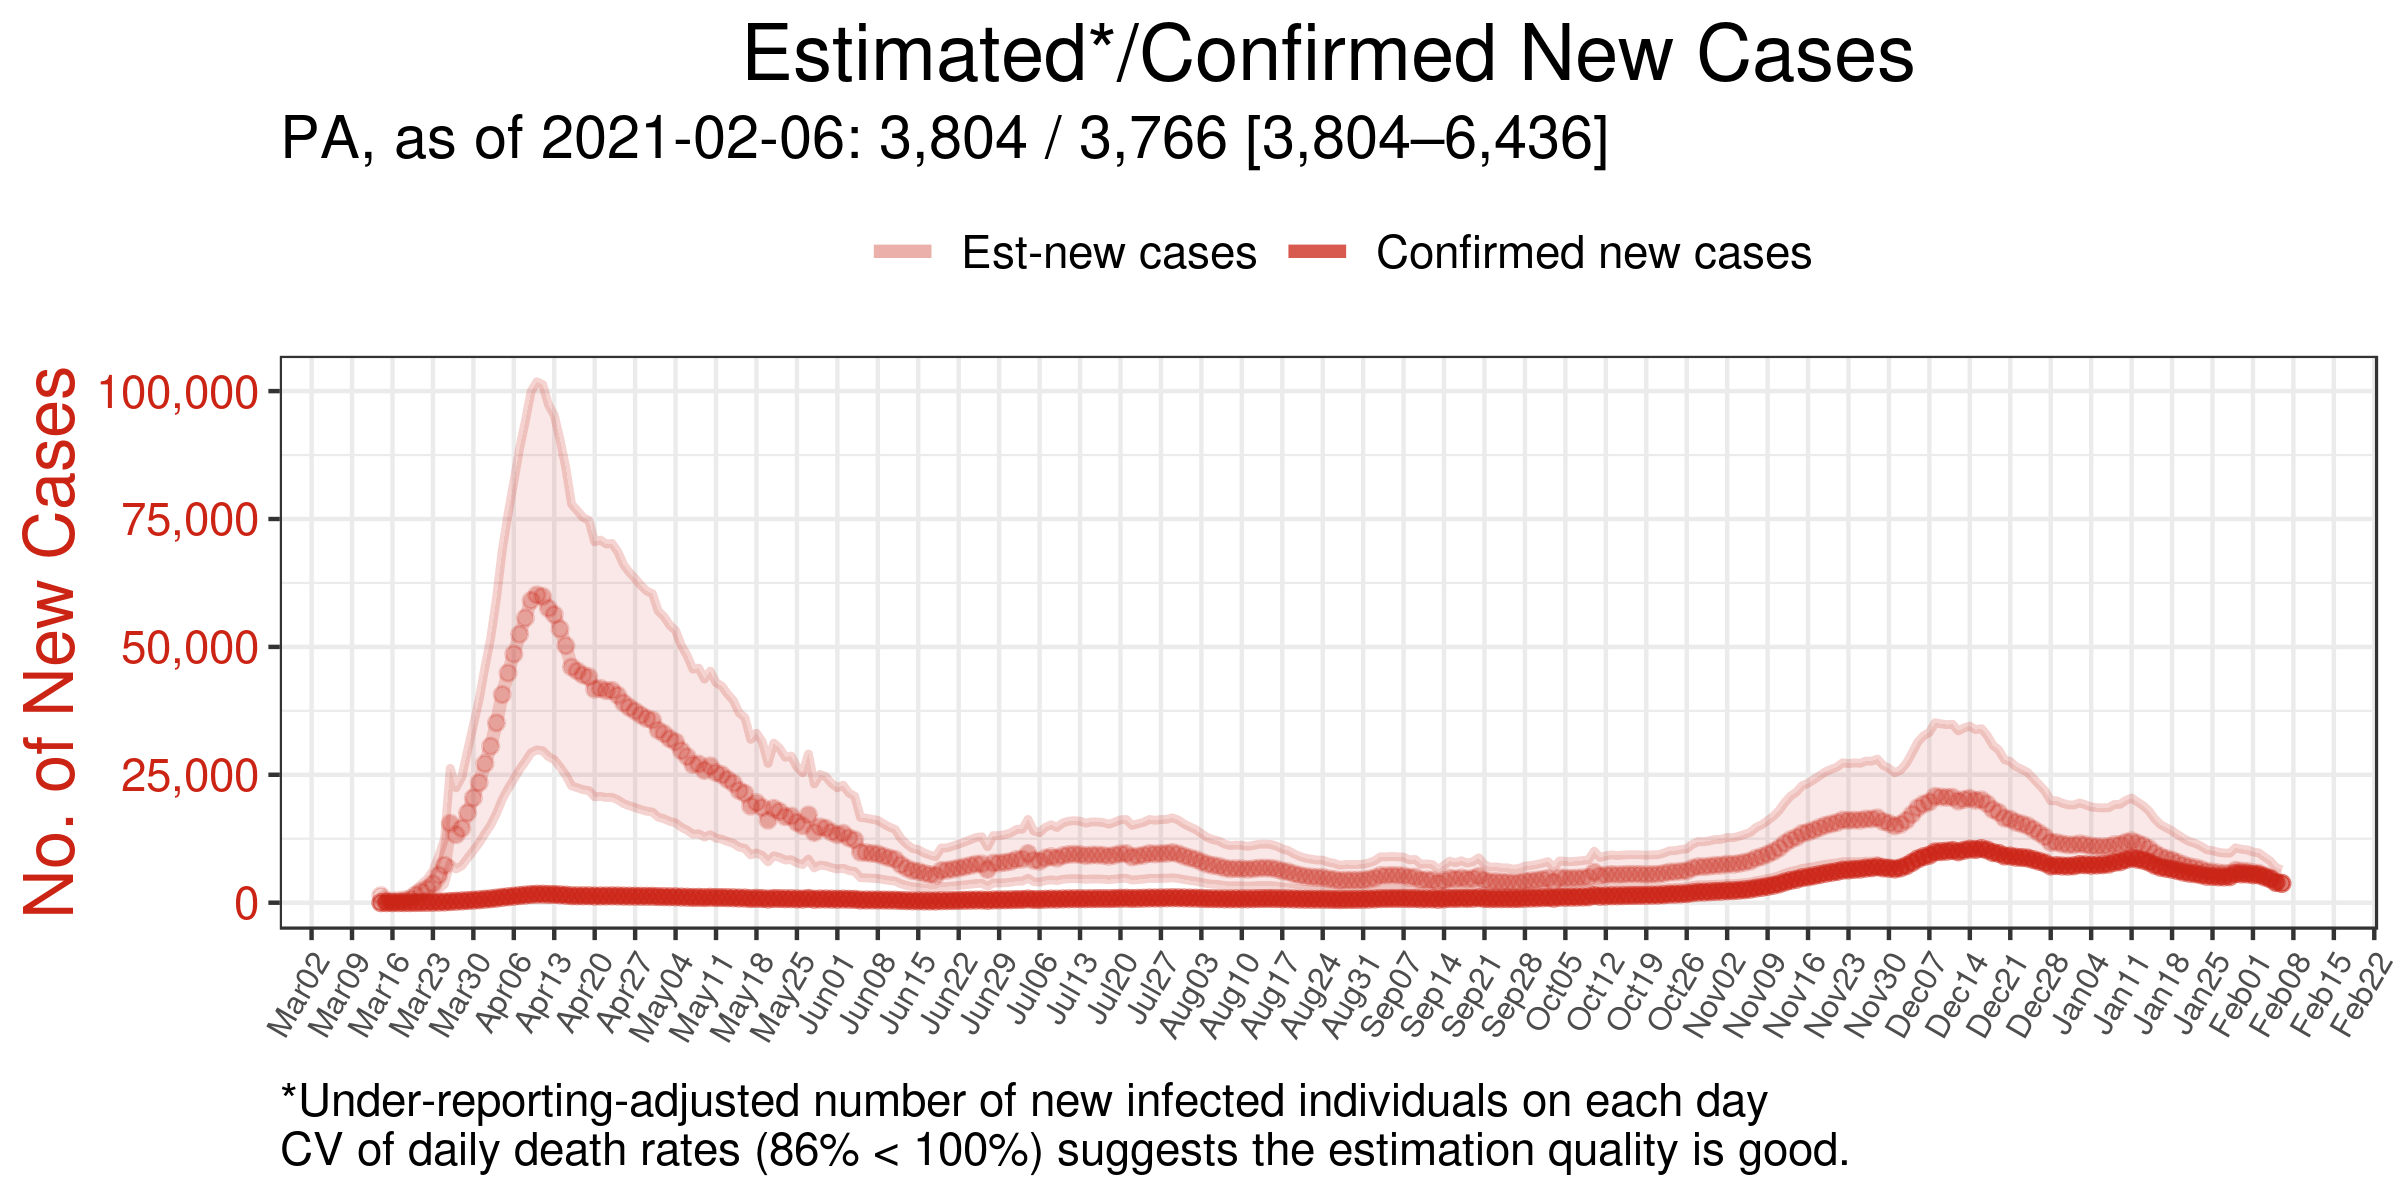 Estimated*/Confirmed New Cases
PA, as of 2021-02-06: 3,804 / 3,766 [3,804–6,436]
Est-new cases
Confirmed new cases
No. of New Cases
100,000
75,000
50,000
25,000
0
Mar02
Mar09
Mar16
Mar23
Mar30
Apr06
Apr13
Apr20
Apr27
May04
May11
May18
May25
Jun01
Jun08
Jun15
Jun22
Jun29
Jul06
Jul13
Jul20
Jul27
Aug03
Aug10
Aug17
Aug24
Aug31
Sep07
Sep14
Sep21
Sep28
Oct05
Oct12
Oct19
Oct26
Nov02
Nov09
Nov16
Nov23
Nov30
Dec07
Dec14
Dec21
Dec28
Jan04
Jan11
Jan18
Jan25
Feb01
Feb08
Feb15
Feb22
*Under-reporting-adjusted number of new infected individuals on each day
CV of daily death rates (86% < 100%) suggests the estimation quality is good.